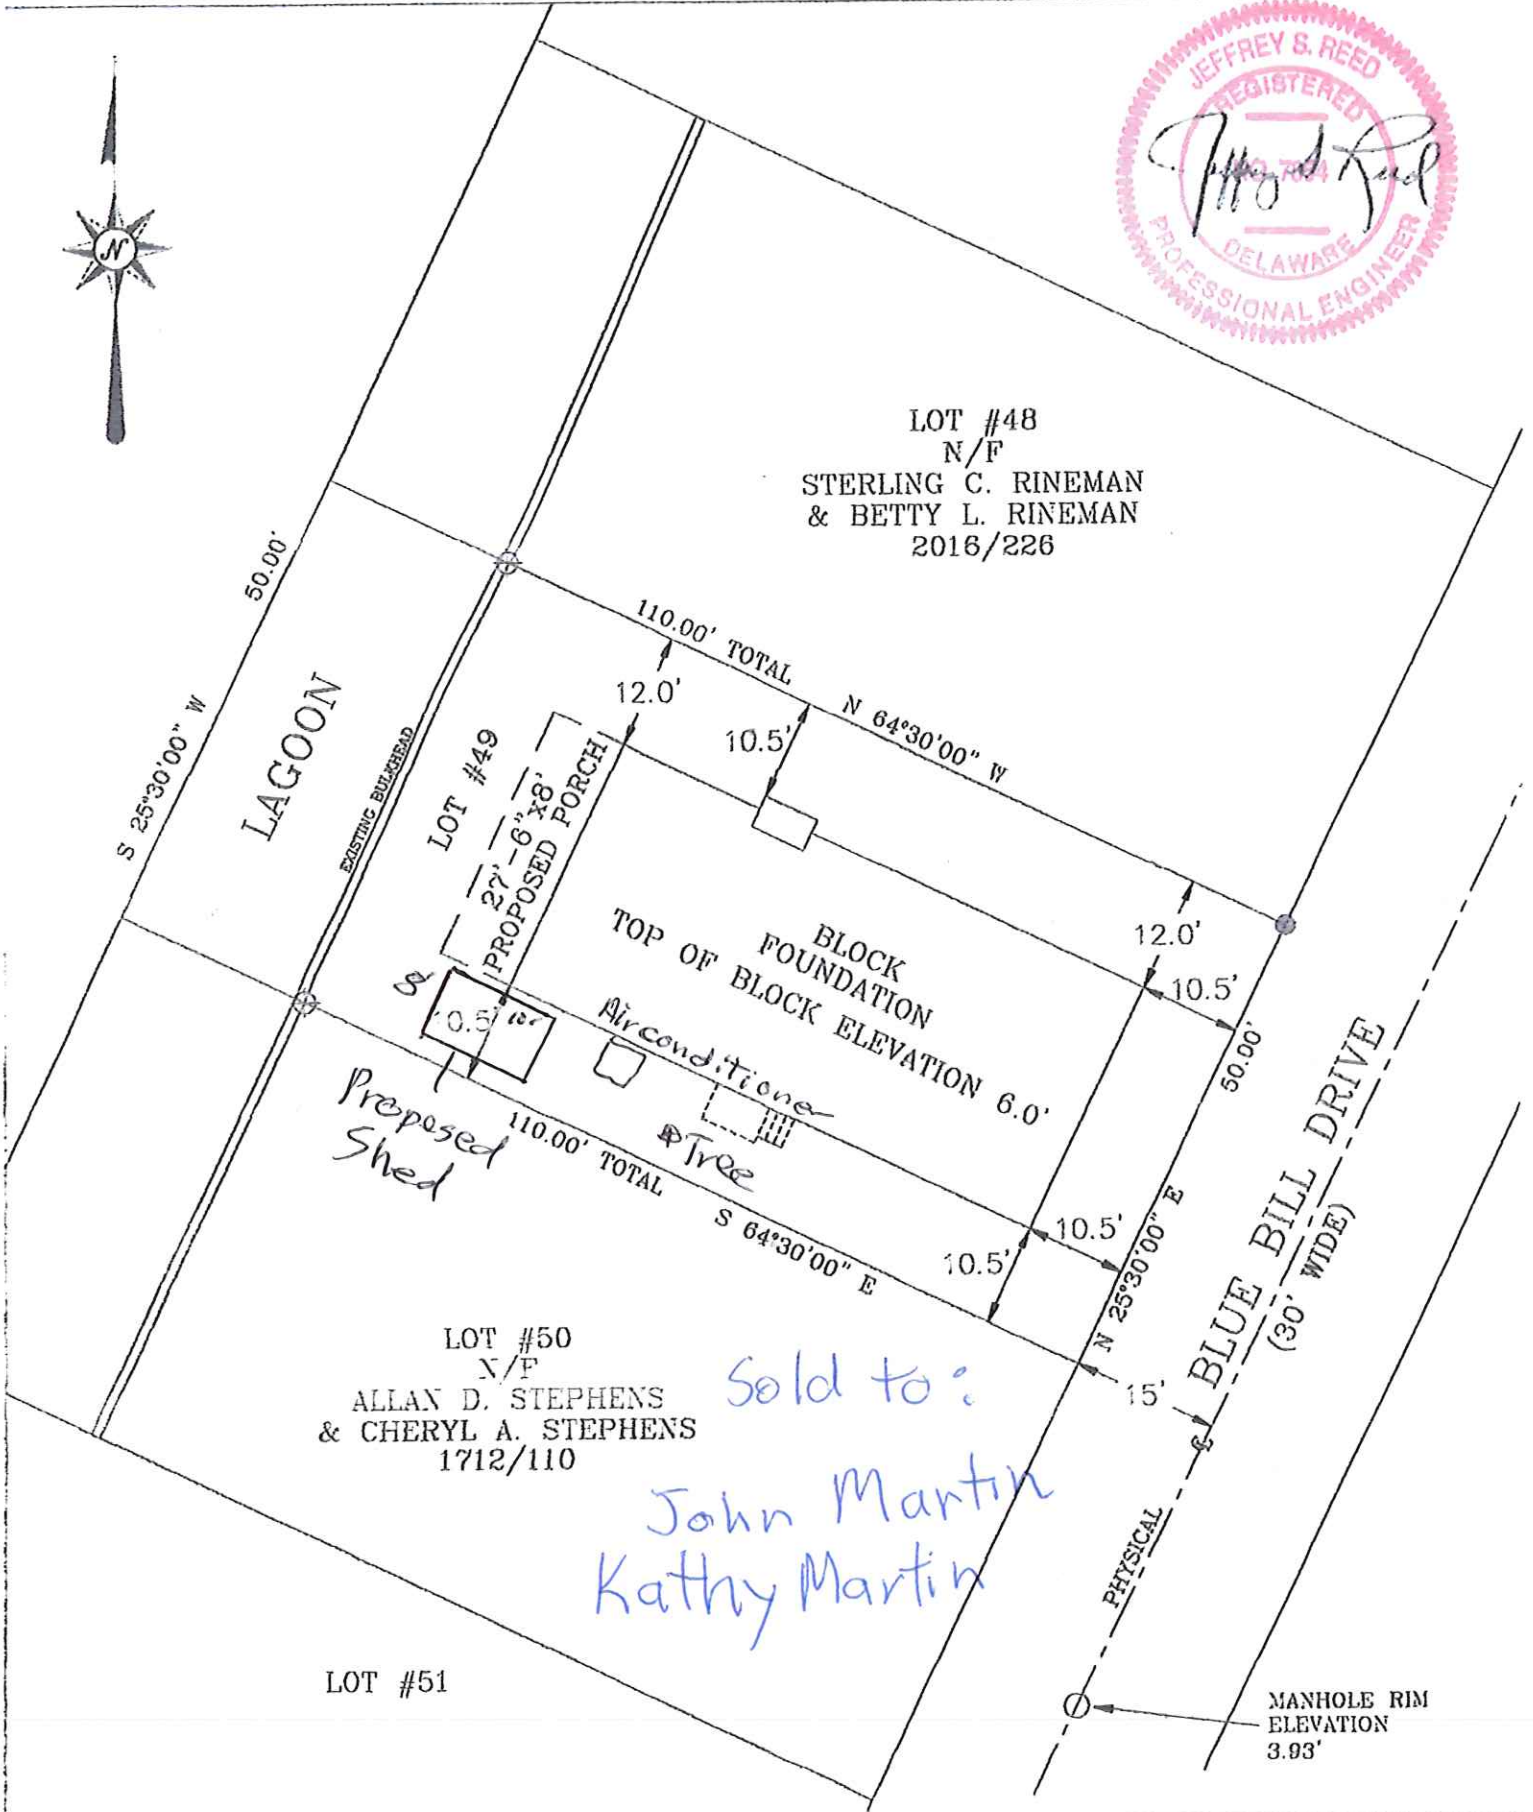 JEFFREY S. REED
REGISTERED
DELAWARE
PROFESSIONAL ENGINEER
N
LOT #48
N/F
STERLING C. RINEMAN
& BETTY L. RINEMAN
2016/226
50.00'
S 25°30'00" W
LAGOON
EXISTING BULKHEAD
LOT #49
110.00' TOTAL
N 64°30'00" W
12.0'
10.5'
27'-6"x8'
PROPOSED PORCH
BLOCK
FOUNDATION
TOP OF BLOCK ELEVATION 6.0'
12.0'
10.5'
50.00'
N 25°30'00" E
8
0.5'
10'
Airconditioner
Tree
Proposed
Shed
110.00' TOTAL
S 64°30'00" E
10.5'
10.5'
15'
BLUE BILL DRIVE
(30' WIDE)
PHYSICAL
LOT #50
N/F
ALLAN D. STEPHENS
& CHERYL A. STEPHENS
1712/110
Sold to:
John Martin
Kathy Martin
LOT #51
MANHOLE RIM
ELEVATION
3.93'